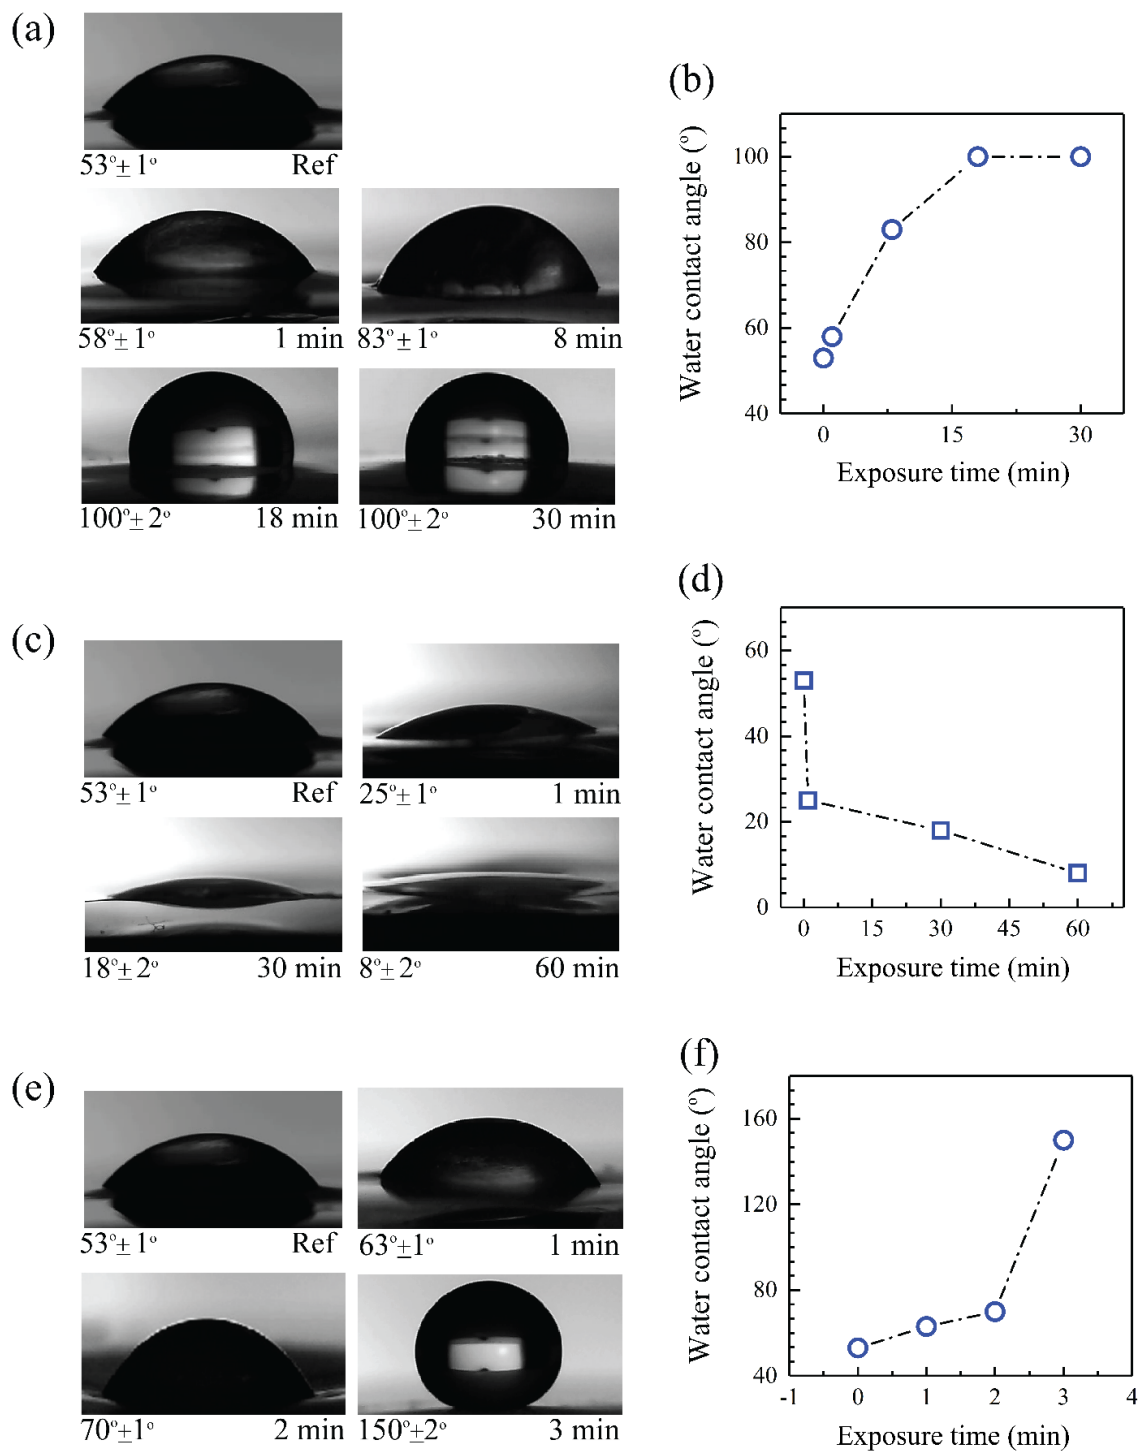 (a)
53°±1° Ref
58°±1° 1 min
83°±1° 8 min
100°±2° 18 min
100°±2° 30 min
(b)
Water contact angle (°)
100
80
60
40
0 15 30
Exposure time (min)
(c)
53°±1° Ref
25°±1° 1 min
18°±2° 30 min
8°±2° 60 min
(d)
Water contact angle (°)
60
40
20
0
0 15 30 45 60
Exposure time (min)
(e)
53°±1° Ref
63°±1° 1 min
70°±1° 2 min
150°±2° 3 min
(f)
Water contact angle (°)
160
120
80
40
-1 0 1 2 3 4
Exposure time (min)